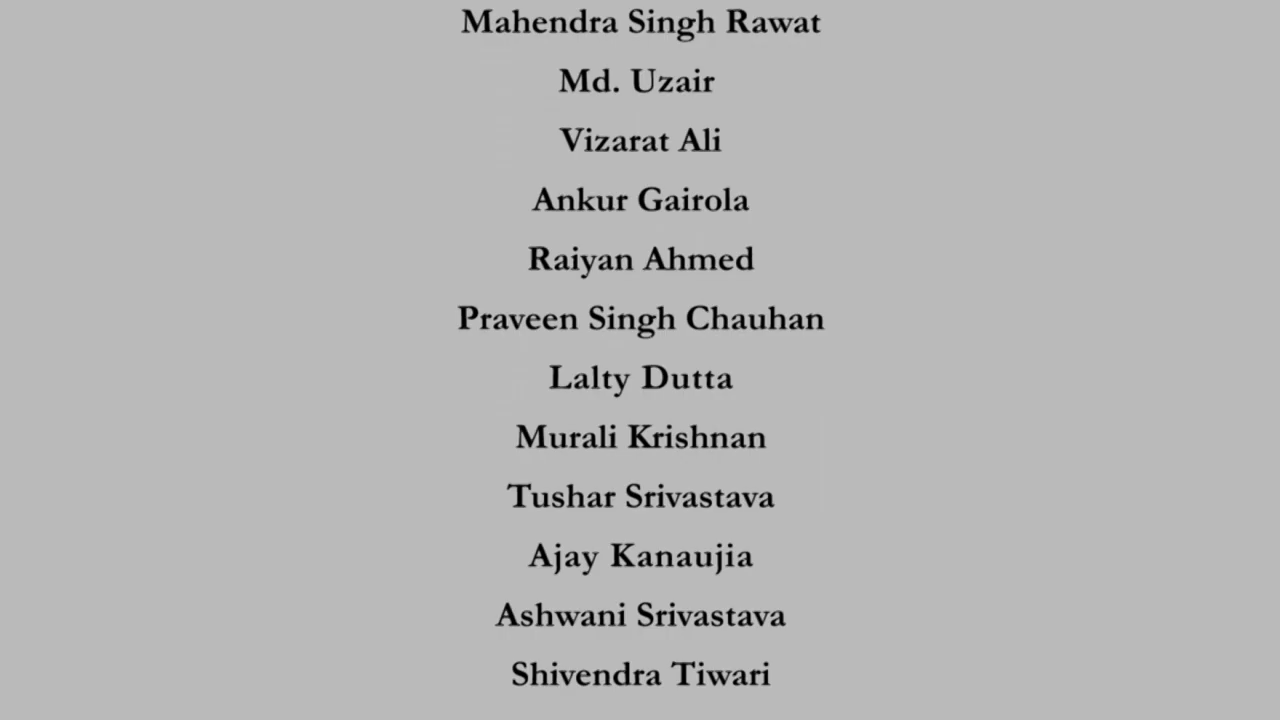 Mahendra Singh Rawat
Md. Uzair
Vizarat Ali
Ankur Gairola
Raiyan Ahmed
Praveen Singh Chauhan
Lalty Dutta
Murali Krishnan
Tushar Srivastava
Ajay Kanaujia
Ashwani Srivastava
Shivendra Tiwari